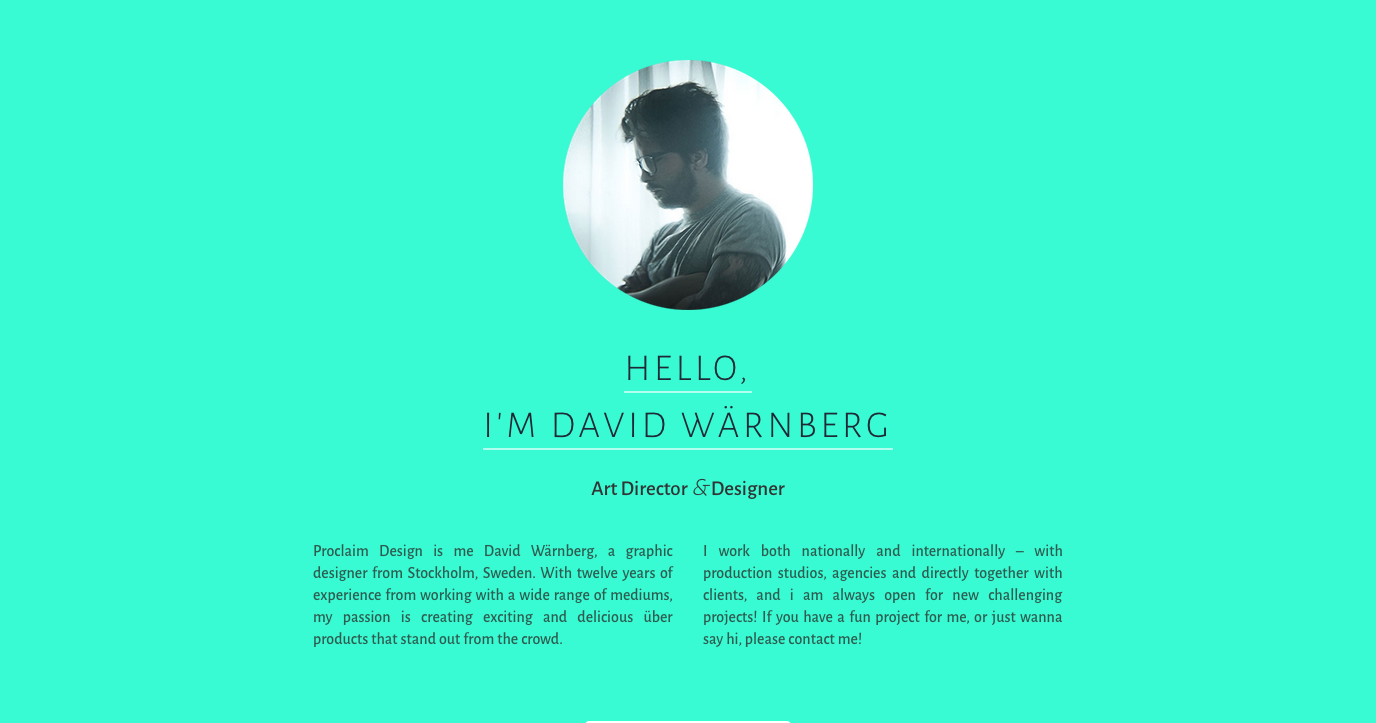 HELLO,
I'M DAVID WÄRNBERG
Art Director & Designer
Proclaim Design is me David Wärnberg, a graphic
designer from Stockholm, Sweden. With twelve years of
experience from working with a wide range of mediums,
my passion is creating exciting and delicious über
products that stand out from the crowd.
I work both nationally and internationally – with
production studios, agencies and directly together with
clients, and i am always open for new challenging
projects! If you have a fun project for me, or just wanna
say hi, please contact me!